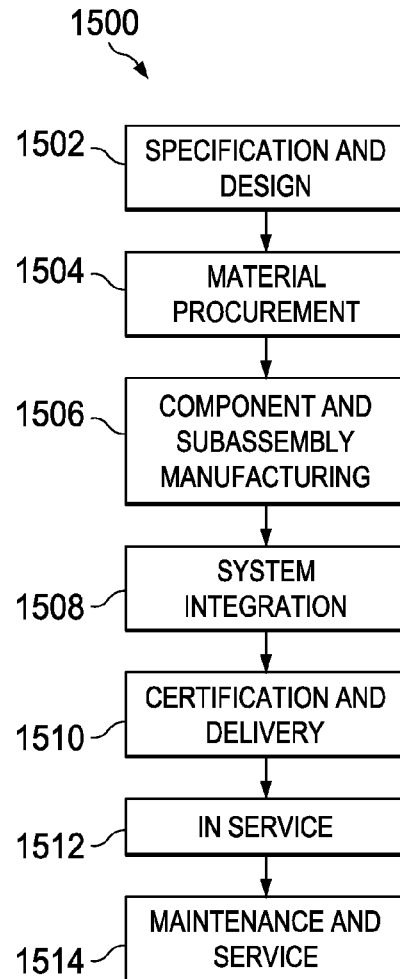 1500
1502
SPECIFICATION AND
DESIGN
1504
MATERIAL
PROCUREMENT
1506
COMPONENT AND
SUBASSEMBLY
MANUFACTURING
1508
SYSTEM
INTEGRATION
1510
CERTIFICATION AND
DELIVERY
1512
IN SERVICE
1514
MAINTENANCE AND
SERVICE